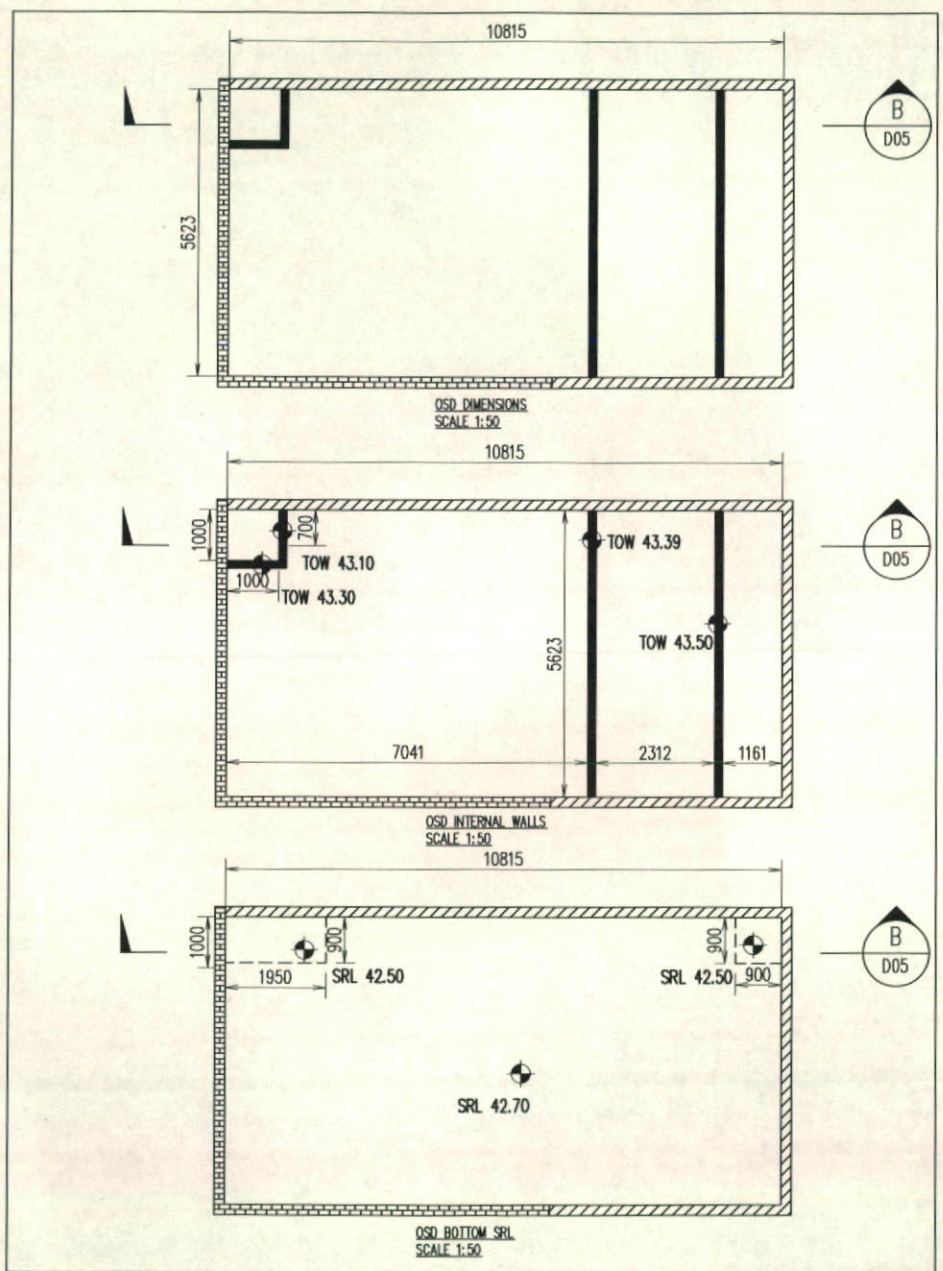 10815
B
D05
5623
OSD DIMENSIONS
SCALE 1:50
10815
1000
700
TOW 43.10
1000
TOW 43.30
TOW 43.39
B
D05
5623
TOW 43.50
7041
2312
1161
OSD INTERNAL WALLS
SCALE 1:50
10815
1000
900
1950
SRL 42.50
900
SRL 42.50
900
B
D05
SRL 42.70
OSD BOTTOM SRL
SCALE 1:50